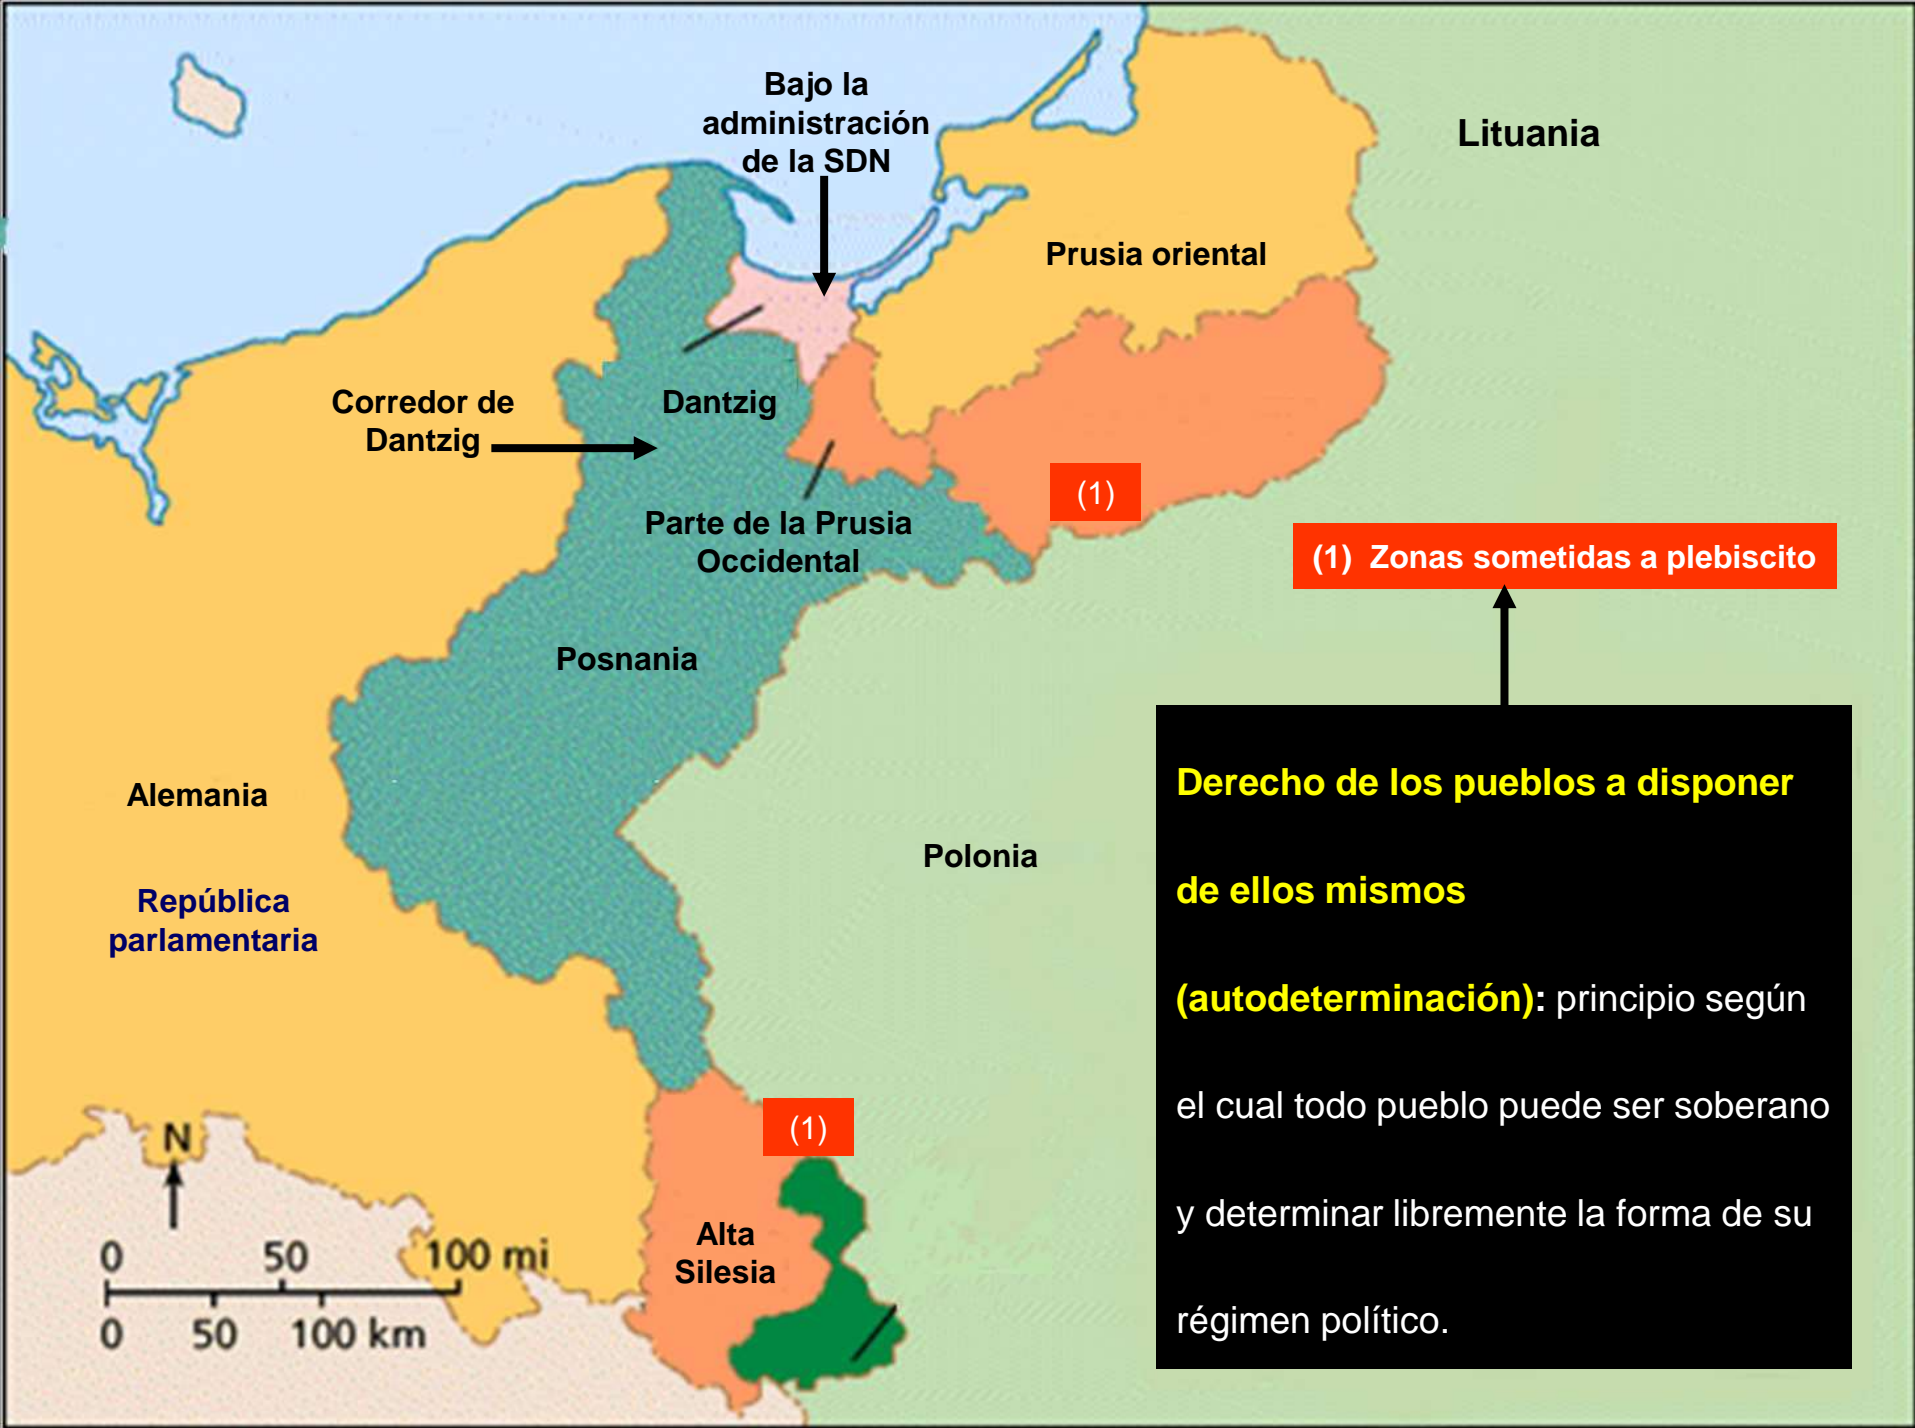 Bajo la
administración
de la SDN
Lituania
Prusia oriental
Corredor de
Dantzig
Dantzig
(1)
Parte de la Prusia
Occidental
(1) Zonas sometidas a plebiscito
Posnania
Alemania
República
parlamentaria
Polonia
Derecho de los pueblos a disponer
de ellos mismos
(autodeterminación): principio según
el cual todo pueblo puede ser soberano
y determinar libremente la forma de su
régimen político.
(1)
Alta
Silesia
N
0 50 100 mi
0 50 100 km